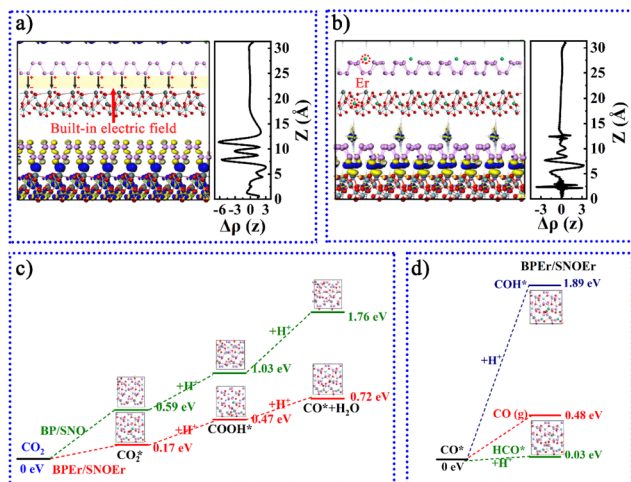 a)
30
25
20
15
10
5
0
Z (Å)
Built-in electric field
-6 -3 0 3
Δρ (z)
b)
Er
30
25
20
15
10
5
0
Z (Å)
-3 0 3
Δρ (z)
c)
1.76 eV
+H⁺
1.03 eV
+H⁺
0.59 eV
BP/SNO
CO₂
0 eV
BPEr/SNOEr
0.17 eV
CO₂*
+H⁺
0.47 eV
COOH*
+H⁺
0.72 eV
CO*+H₂O
d)
BPEr/SNOEr
COH*
1.89 eV
+H⁺
CO (g)
0.48 eV
CO*
0 eV
HCO*
+H⁺
0.03 eV